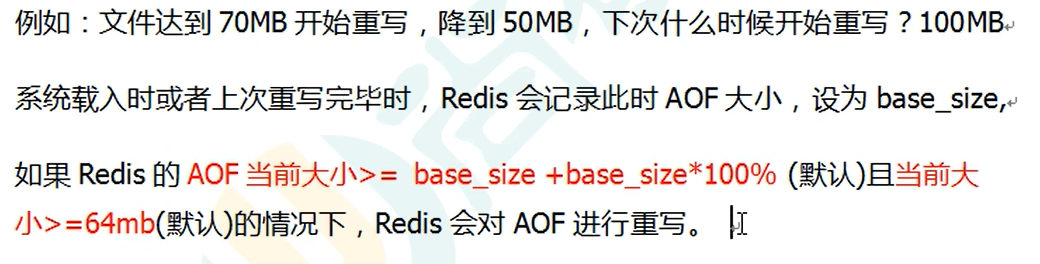 例如：文件达到 70MB 开始重写，降到 50MB，下次什么时候开始重写？100MB
系统载入时或者上次重写完毕时，Redis 会记录此时 AOF 大小，设为 base_size,
如果 Redis 的 AOF 当前大小>= base_size +base_size*100% (默认)且当前大
小>=64mb(默认)的情况下，Redis 会对 AOF 进行重写。